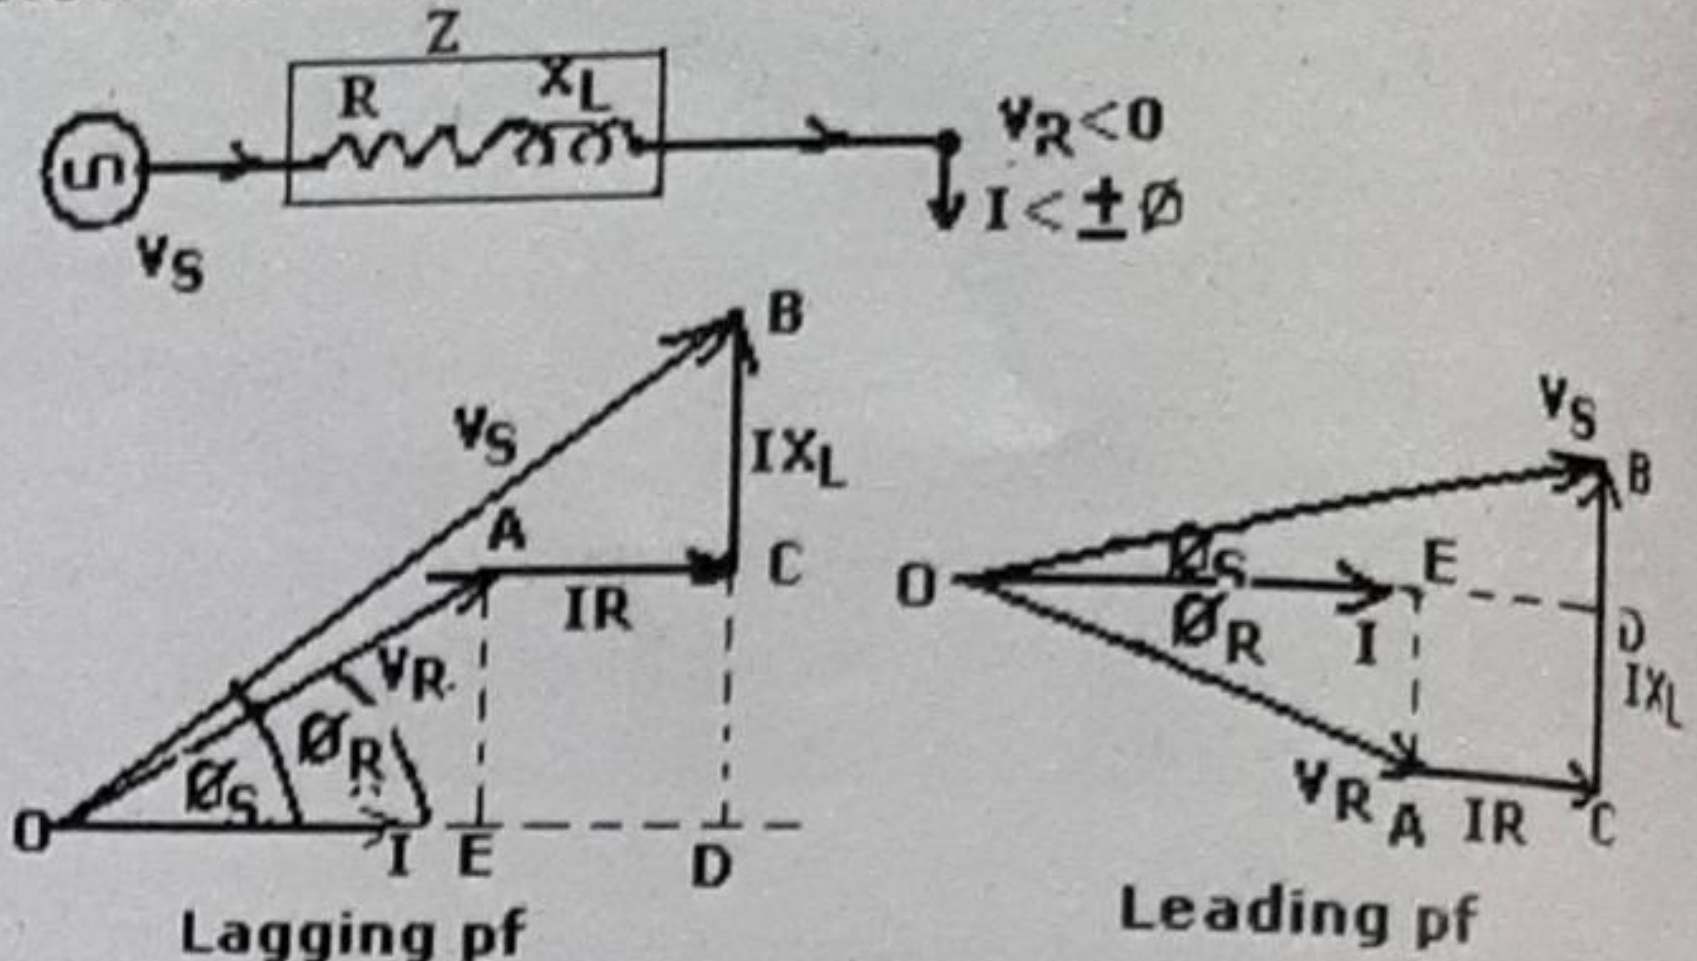 Z
R XL
VR<0
I<±Ø
VS
B
VS
IXL
A
C
IR
VR
ØR
ØS
O
I E
D
Lagging pf
VS
B
ØS
E
O
ØR
I
D
IXL
VR A IR C
Leading pf